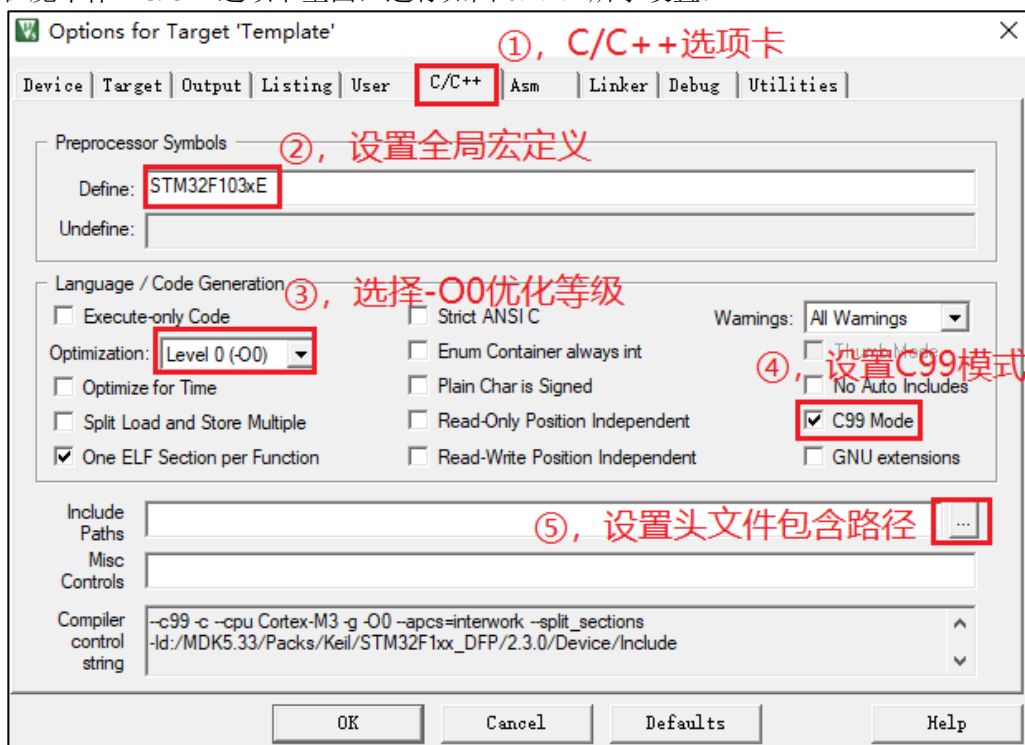 Options for Target 'Template'
①，C/C++选项卡
Device Target Output Listing User C/C++ Asm Linker Debug Utilities
Preprocessor Symbols
②，设置全局宏定义
Define: STM32F103xE
Undefine:
Language / Code Generation
③，选择-O0优化等级
Execute-only Code
Strict ANSI C
Warnings: All Warnings
Optimization: Level 0 (-O0)
Enum Container always int
Thumb Mode
④，设置C99模式
Optimize for Time
Plain Char is Signed
No Auto Includes
Split Load and Store Multiple
Read-Only Position Independent
C99 Mode
One ELF Section per Function
Read-Write Position Independent
GNU extensions
Include Paths
...
⑤，设置头文件包含路径
Misc Controls
Compiler control string
--c99 -c --cpu Cortex-M3 -g -O0 --apcs=interwork --split_sections
-Id:/MDK5.33/Packs/Keil/STM32F1xx_DFP/2.3.0/Device/Include
OK Cancel Defaults Help